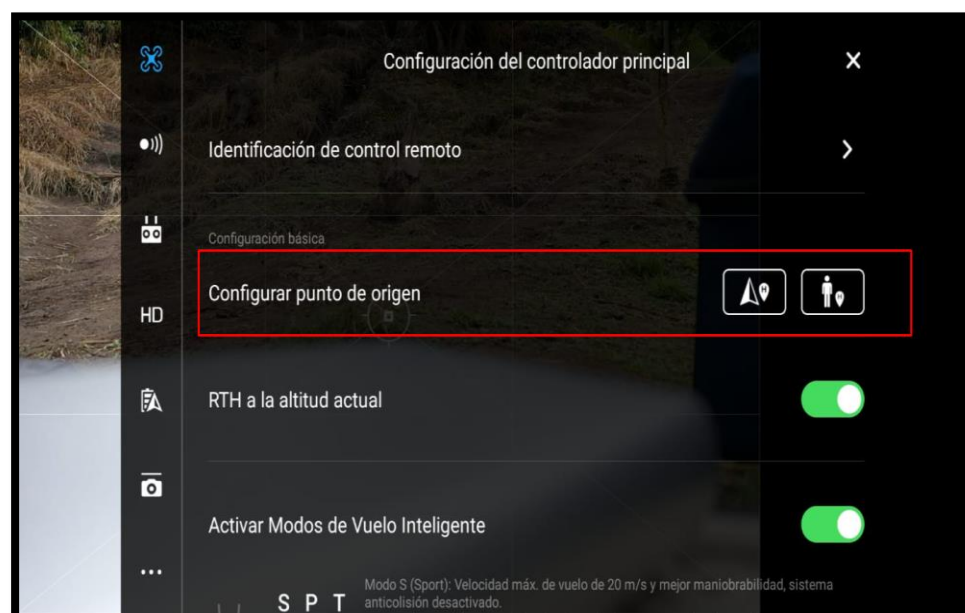 Configuración del controlador principal
Identificación de control remoto
Configuración básica
Configurar punto de origen
H
HD
RTH a la altitud actual
Activar Modos de Vuelo Inteligente
Modo S (Sport): Velocidad máx. de vuelo de 20 m/s y mejor maniobrabilidad, sistema
S P T anticolisión desactivado.